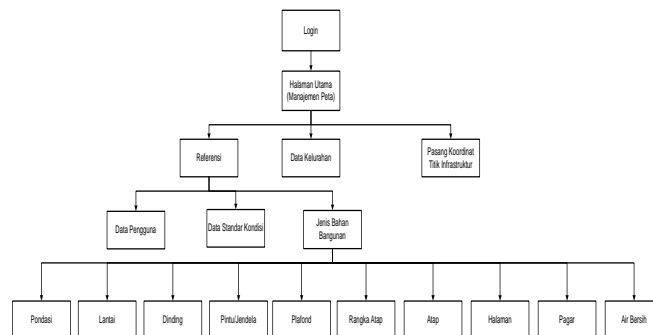 Login
Halaman Utama
(Manajemen Peta)
Referensi
Data Kelurahan
Pasang Koordinat
Titik Infrastruktur
Data Pengguna
Data Standar Kondisi
Jenis Bahan
Bangunan
Pondasi
Lantai
Dinding
Pintu/Jendela
Plafond
Rangka Atap
Atap
Halaman
Pagar
Air Bersih